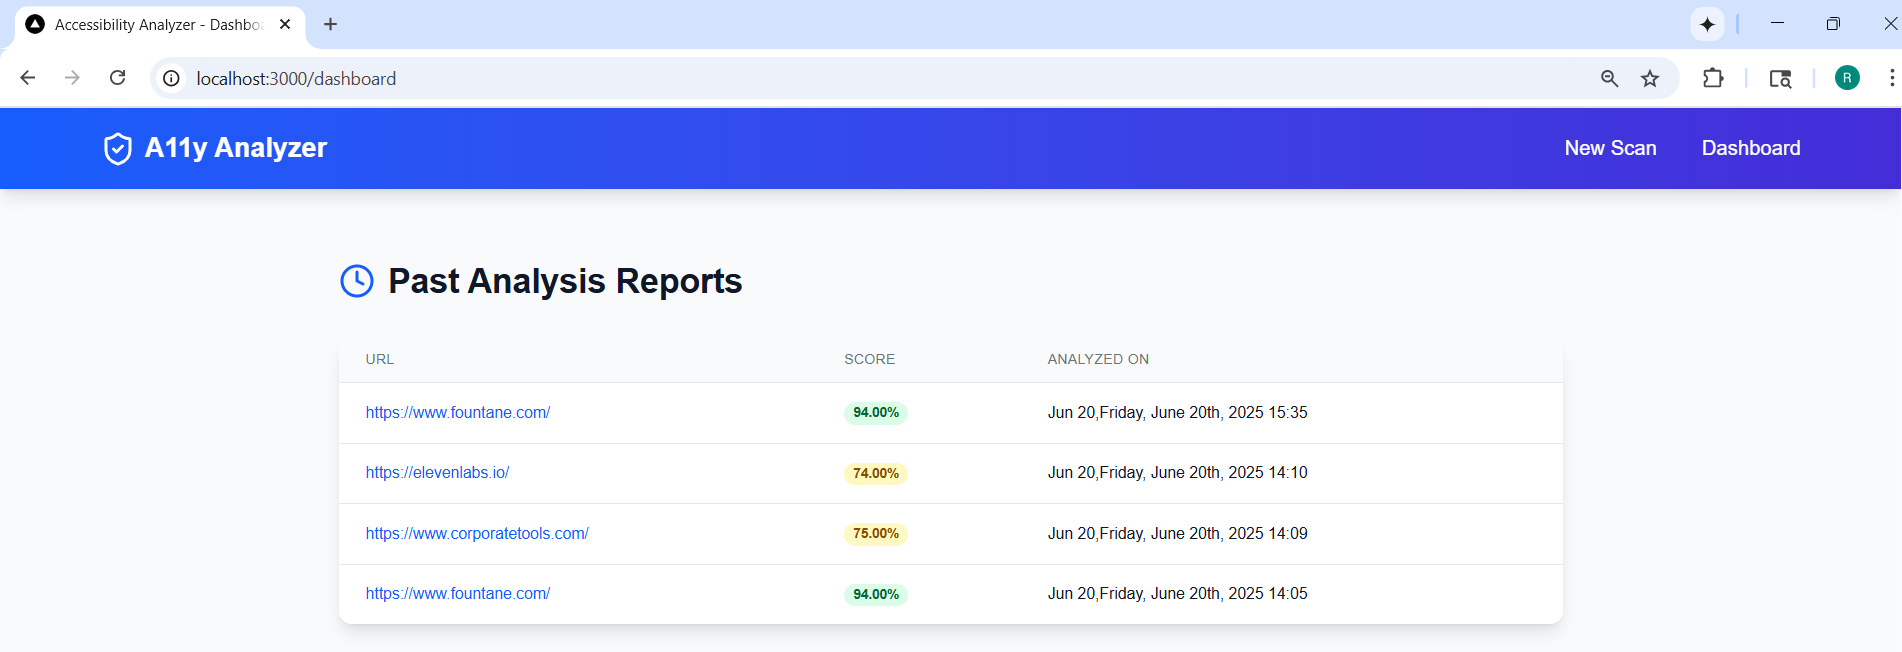 Accessibility Analyzer - Dashbo
localhost:3000/dashboard
R
A11y Analyzer
New Scan
Dashboard
Past Analysis Reports
URL SCORE ANALYZED ON
https://www.fountane.com/ 94.00% Jun 20,Friday, June 20th, 2025 15:35
https://elevenlabs.io/ 74.00% Jun 20,Friday, June 20th, 2025 14:10
https://www.corporatetools.com/ 75.00% Jun 20,Friday, June 20th, 2025 14:09
https://www.fountane.com/ 94.00% Jun 20,Friday, June 20th, 2025 14:05